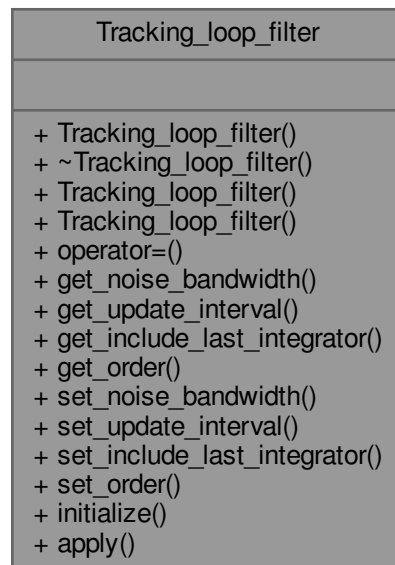 Tracking_loop_filter
+ Tracking_loop_filter()
+ ~Tracking_loop_filter()
+ Tracking_loop_filter()
+ Tracking_loop_filter()
+ operator=()
+ get_noise_bandwidth()
+ get_update_interval()
+ get_include_last_integrator()
+ get_order()
+ set_noise_bandwidth()
+ set_update_interval()
+ set_include_last_integrator()
+ set_order()
+ initialize()
+ apply()